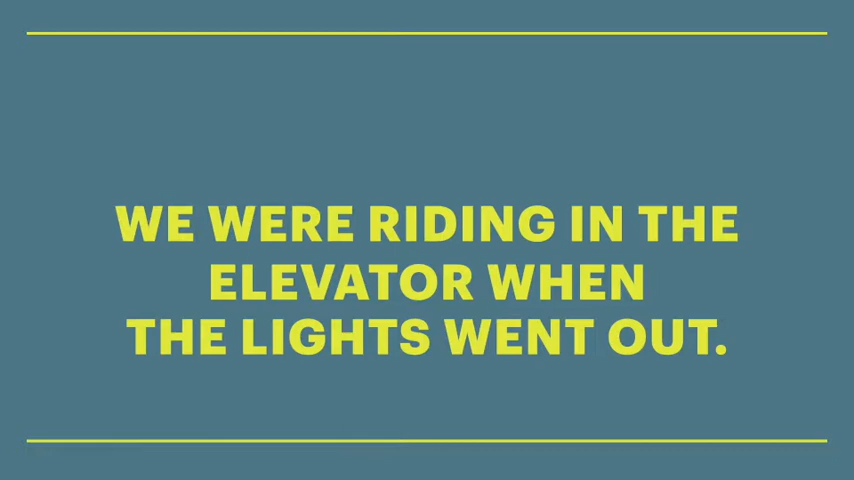 WE WERE RIDING IN THE
ELEVATOR WHEN
THE LIGHTS WENT OUT.